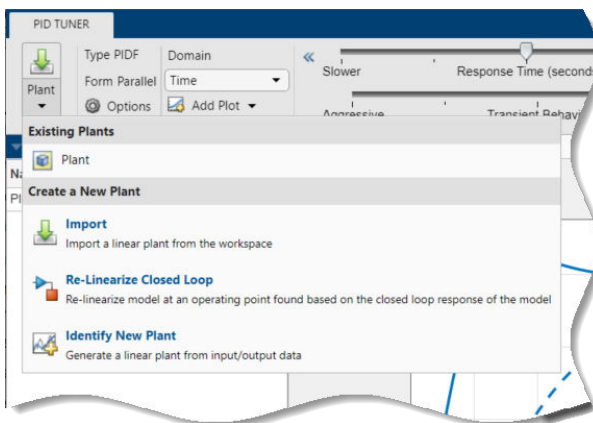 PID TUNER
Plant
Type PIDF
Form Parallel
Options
Domain
Time
Add Plot
Slower
Response Time
Aggressive
Transient
Existing Plants
Plant
Create a New Plant
Import
Import a linear plant from the workspace
Re-Linearize Closed Loop
Re-linearize model at an operating point found based on the closed loop response of the model
Identify New Plant
Generate a linear plant from input/output data